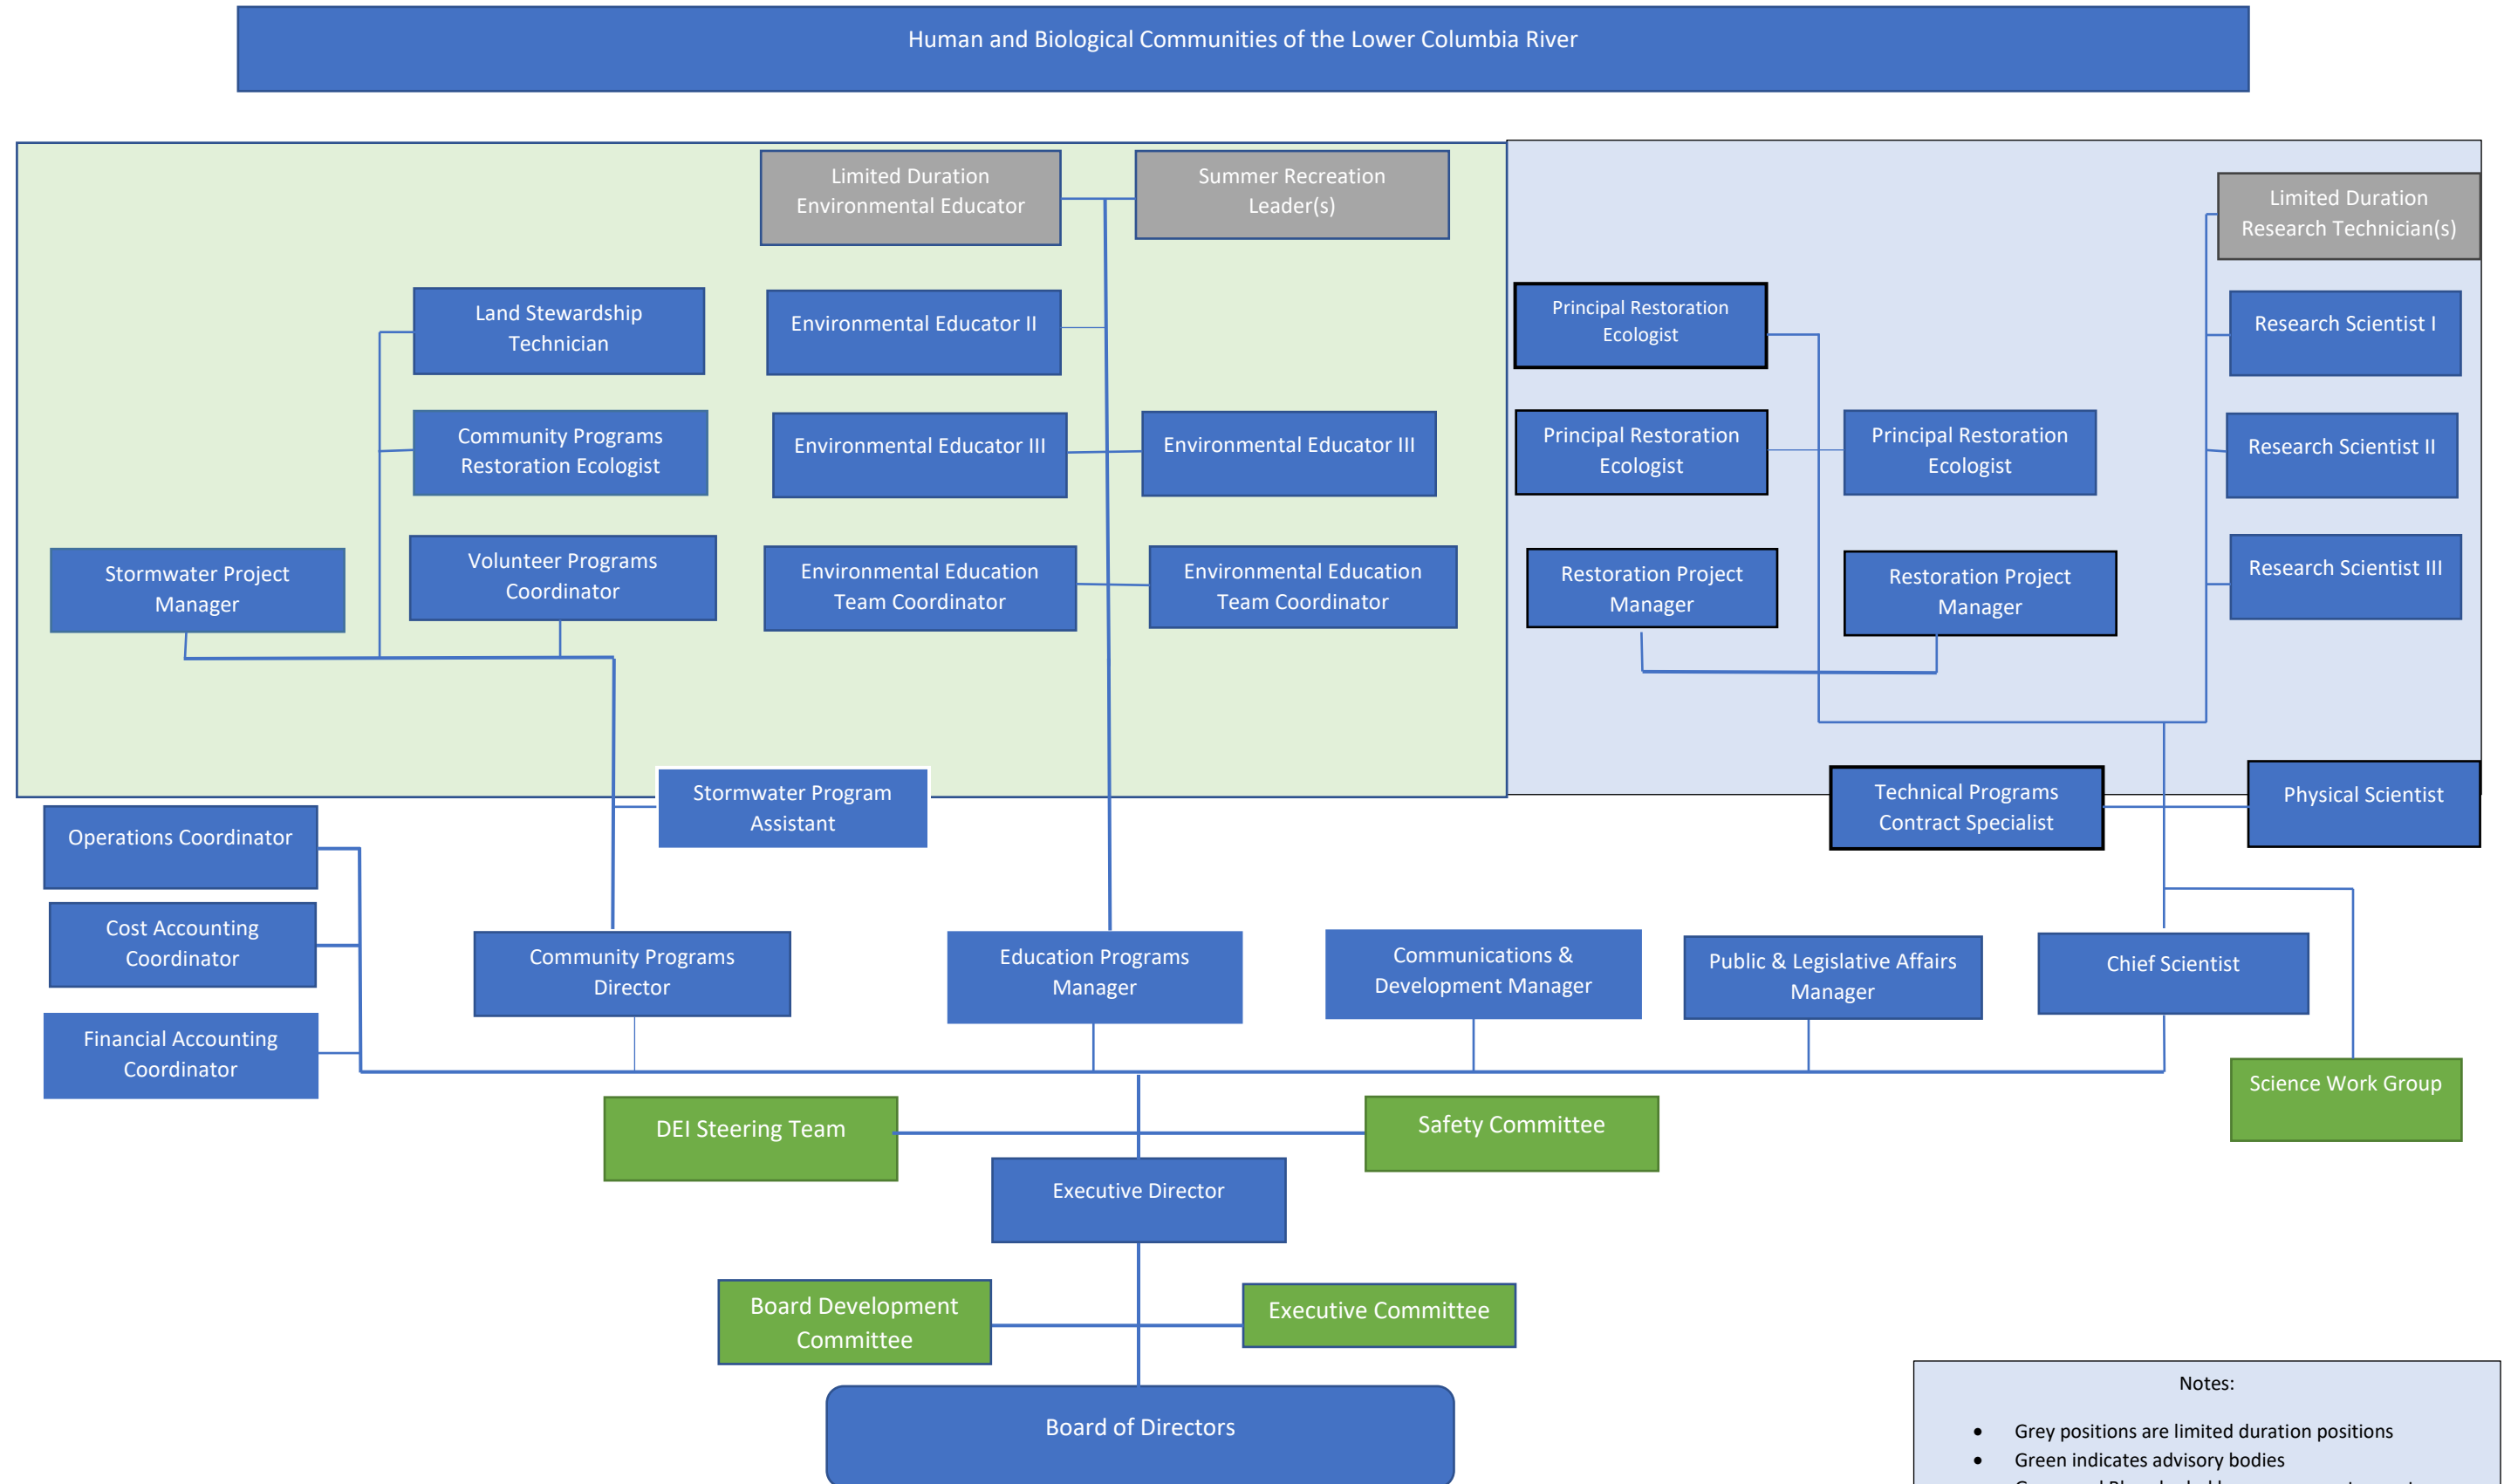 Human and Biological Communities of the Lower Columbia River
Limited Duration
Environmental Educator
Summer Recreation
Leader(s)
Limited Duration
Research Technician(s)
Land Stewardship
Technician
Environmental Educator II
Principal Restoration
Ecologist
Research Scientist I
Community Programs
Restoration Ecologist
Environmental Educator III
Environmental Educator III
Principal Restoration
Ecologist
Principal Restoration
Ecologist
Research Scientist II
Stormwater Project
Manager
Volunteer Programs
Coordinator
Environmental Education
Team Coordinator
Environmental Education
Team Coordinator
Restoration Project
Manager
Restoration Project
Manager
Research Scientist III
Stormwater Program
Assistant
Technical Programs
Contract Specialist
Physical Scientist
Operations Coordinator
Cost Accounting
Coordinator
Financial Accounting
Coordinator
Community Programs
Director
Education Programs
Manager
Communications &
Development Manager
Public & Legislative Affairs
Manager
Chief Scientist
Science Work Group
DEI Steering Team
Safety Committee
Executive Director
Board Development
Committee
Executive Committee
Board of Directors
Notes:
• Grey positions are limited duration positions
• Green indicates advisory bodies